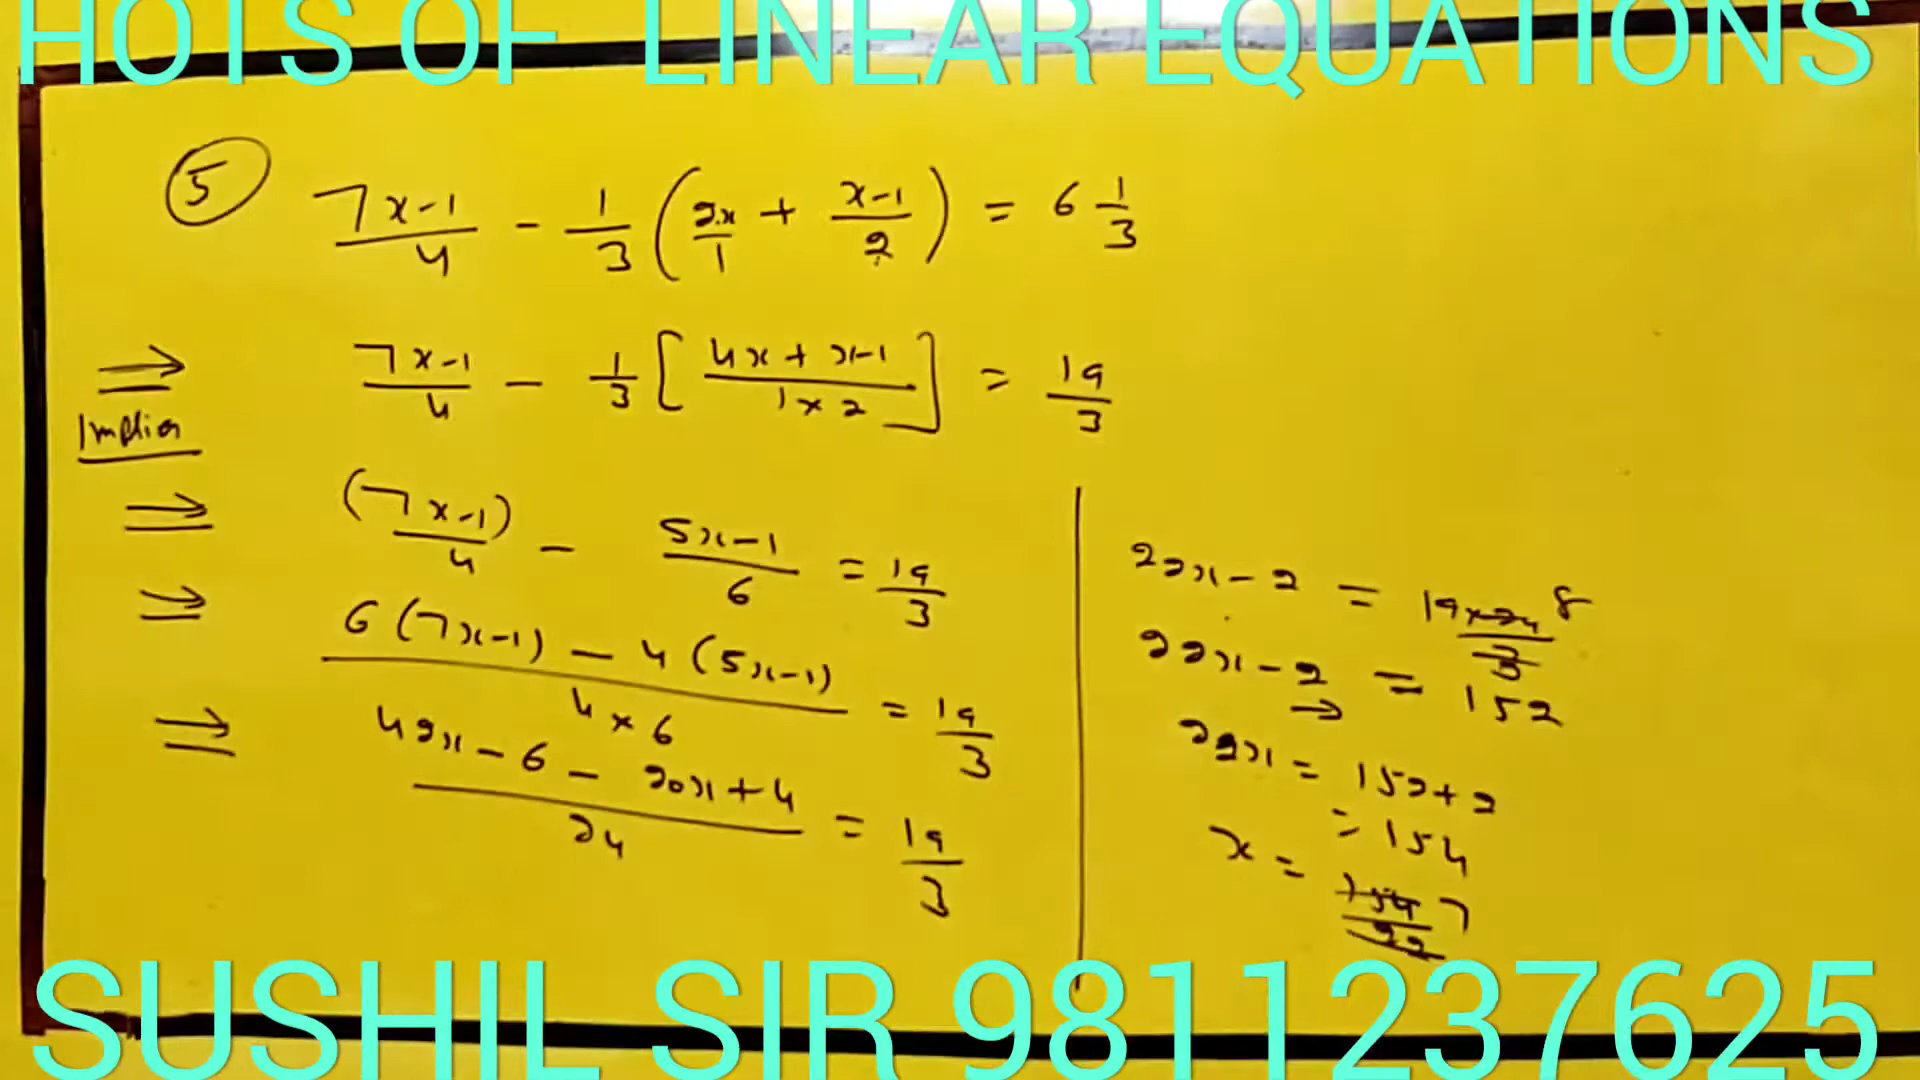 HOTS OF LINEAR EQUATIONS
5 (7x-1)/4 - 1/3 (2x/1 + (x-1)/2) = 6 1/3
⇒ (7x-1)/4 - 1/3 [(4x + x-1)/(1×2)] = 19/3
Implies
⇒ (7x-1)/4 - (5x-1)/6 = 19/3
⇒ (6(7x-1) - 4(5x-1))/(4×6) = 19/3
⇒ (42x - 6 - 20x + 4)/24 = 19/3
22x - 2 = (19×24)/3 8
22x - 2 = 152
→
22x = 152+2
= 154
x = 154/22 7
SUSHIL SIR 9811237625